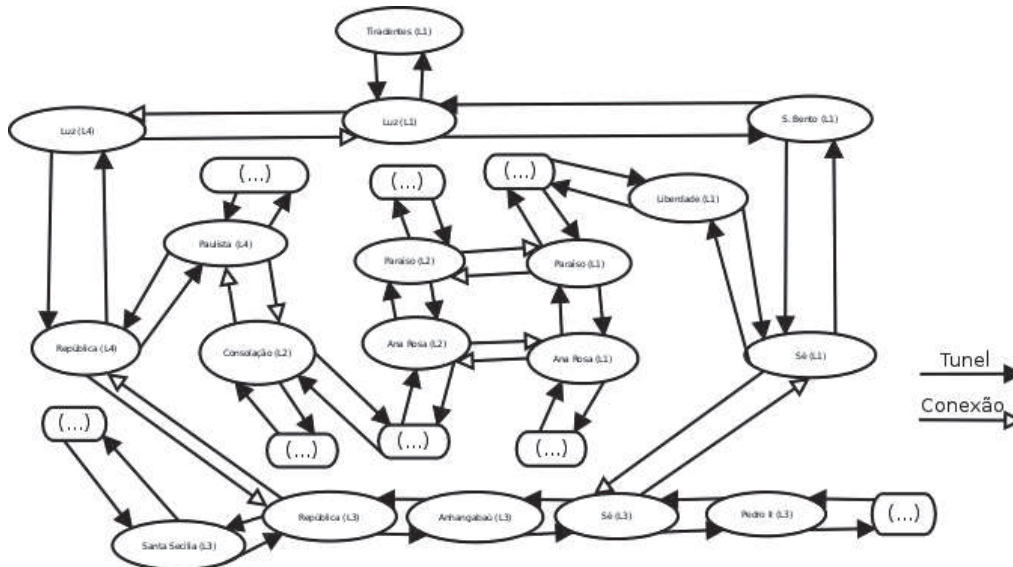 Tiradentes (L1)
Luz (L4)
Luz (L1)
S. Bento (L1)
(...)
(...)
(...)
Liberdade (L1)
Paulista (L4)
Paraíso (L2)
Paraíso (L1)
República (L4)
Consolação (L2)
Ana Rosa (L2)
Ana Rosa (L1)
Sé (L1)
Tunel
Conexão
(...)
(...)
(...)
(...)
República (L3)
Anhangabaú (L3)
Sé (L3)
Pedro II (L3)
(...)
Santa Secília (L3)